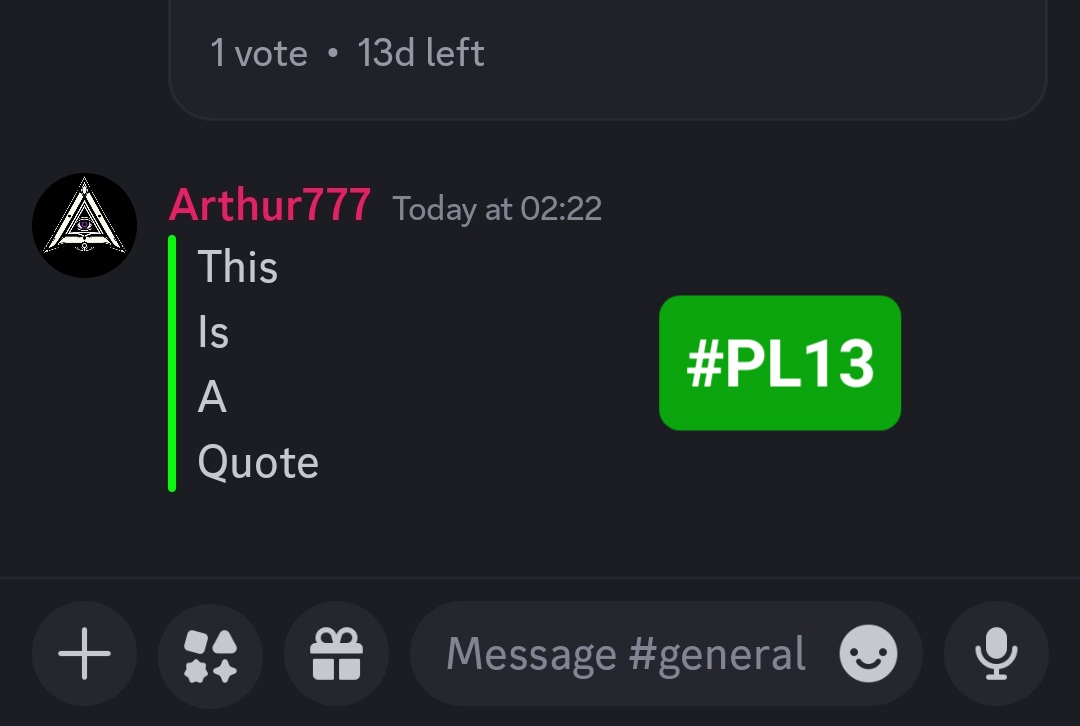 1 vote • 13d left
Arthur777 Today at 02:22
This
Is
A
Quote
#PL13
Message #general